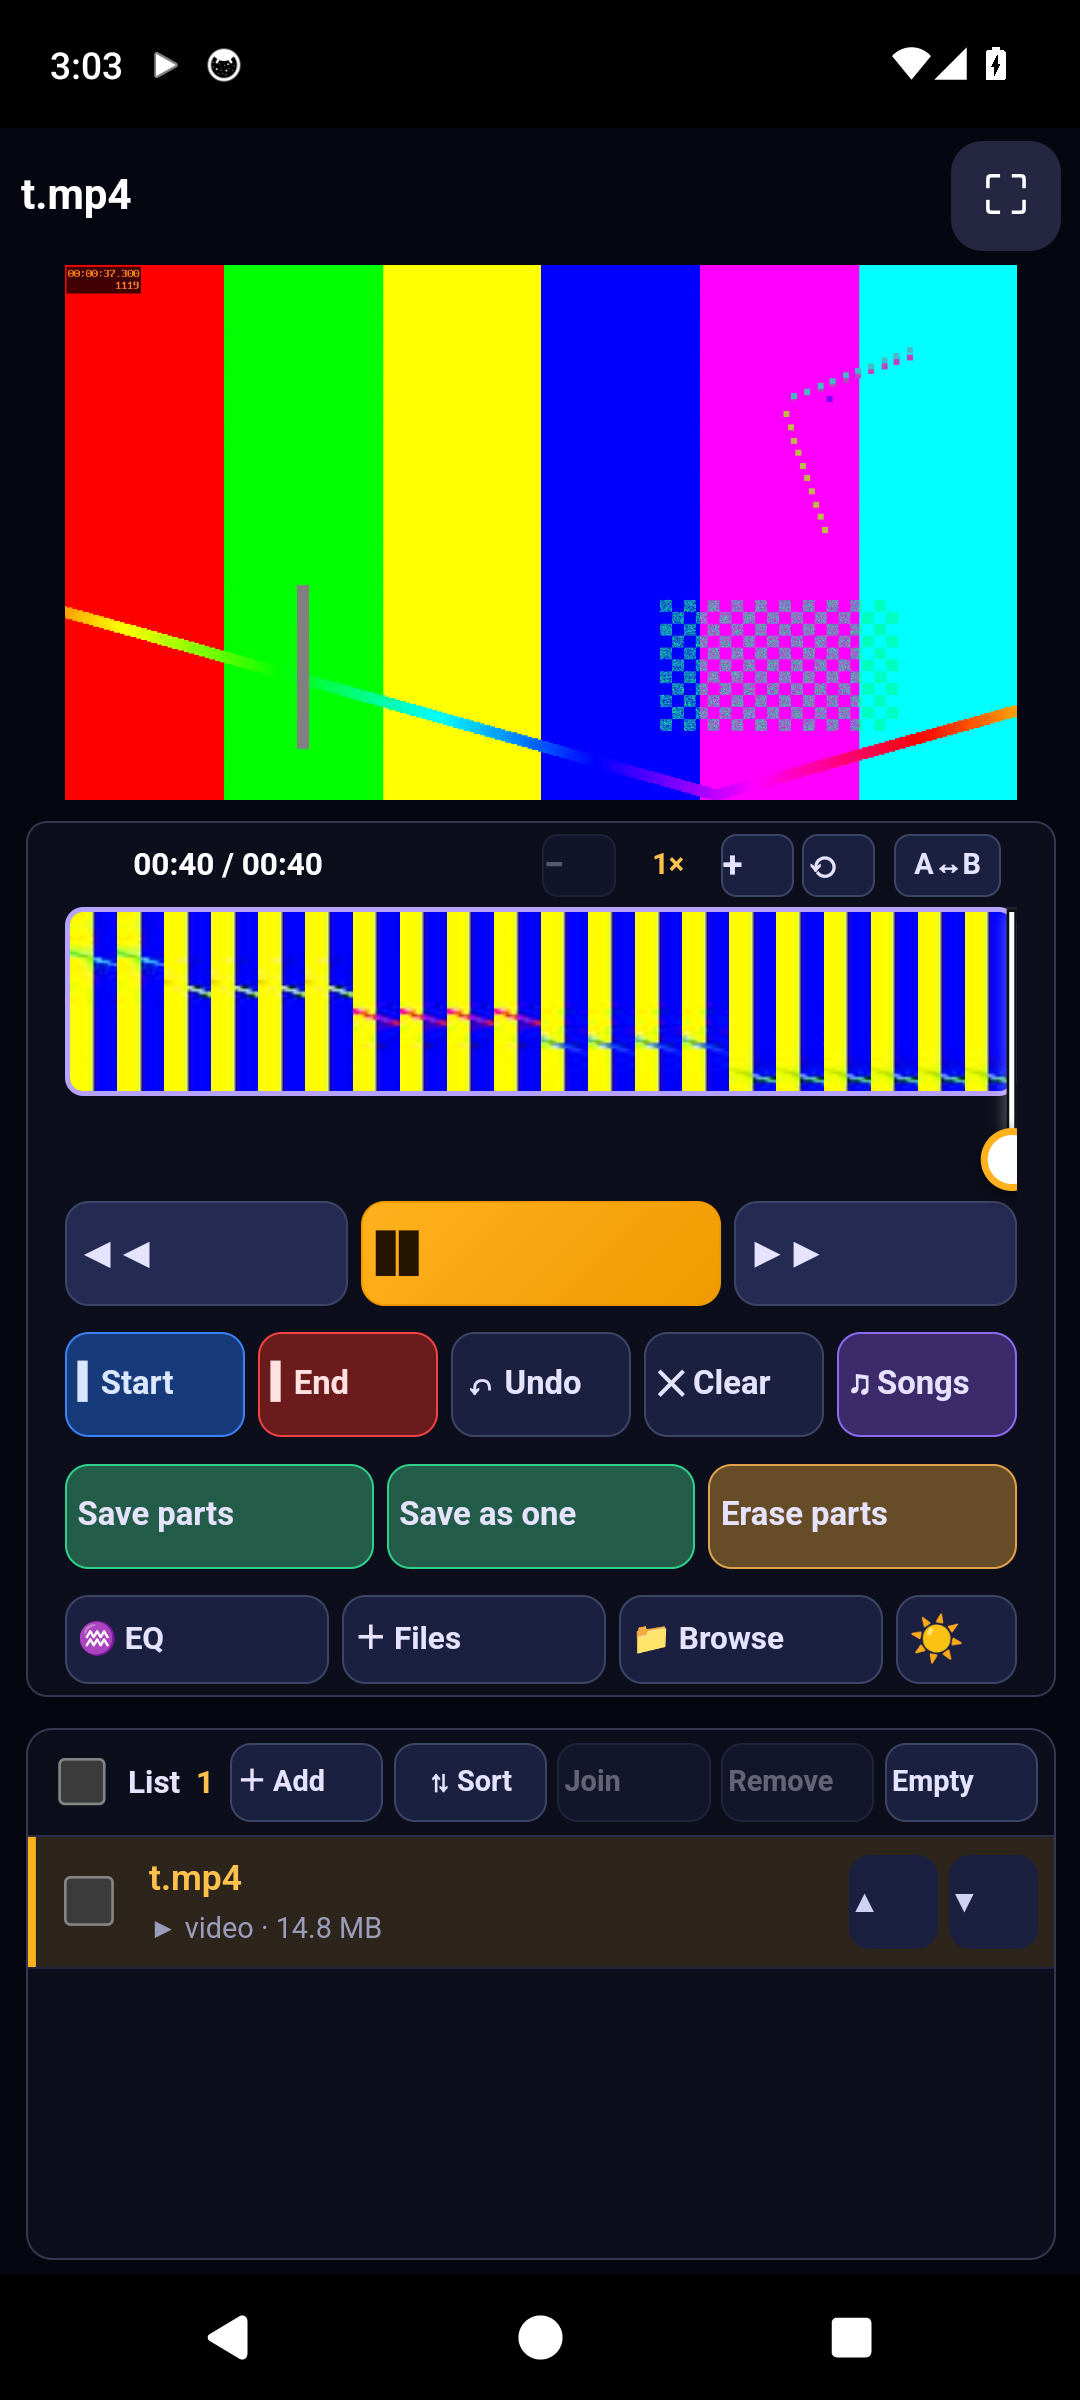 3:03
t.mp4
00:00:37.300
1119
00:40 / 00:40
− 1× + A↔B
◀◀ ▶▶
Start End Undo Clear ♫ Songs
Save parts Save as one Erase parts
♒ EQ + Files Browse
List 1 + Add ⇅ Sort Join Remove Empty
t.mp4
▶ video · 14.8 MB
▲ ▼